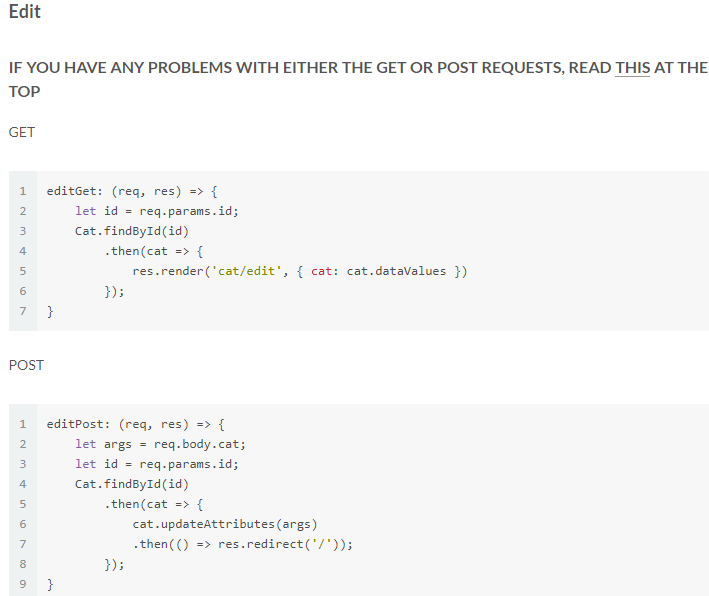 Edit
IF YOU HAVE ANY PROBLEMS WITH EITHER THE GET OR POST REQUESTS, READ THIS AT THE
TOP
GET
1 editGet: (req, res) => {
2     let id = req.params.id;
3     Cat.findById(id)
4         .then(cat => {
5             res.render('cat/edit', { cat: cat.dataValues })
6         });
7 }
POST
1 editPost: (req, res) => {
2     let args = req.body.cat;
3     let id = req.params.id;
4     Cat.findById(id)
5         .then(cat => {
6             cat.updateAttributes(args)
7             .then(() => res.redirect('/'));
8         });
9 }